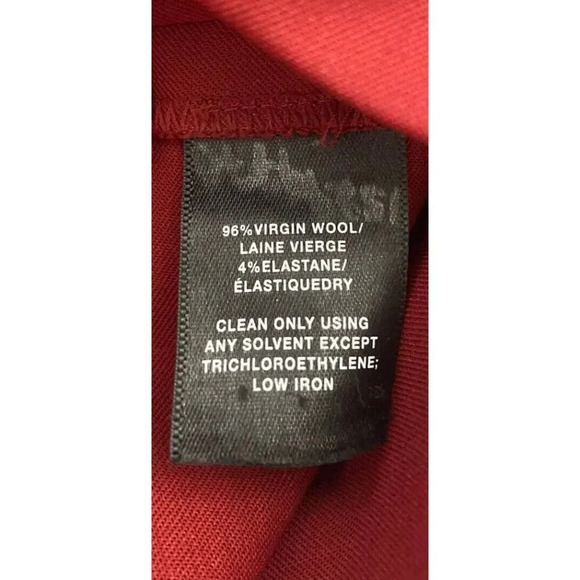 96%VIRGIN WOOL/
LAINE VIERGE
4%ELASTANE/
ÉLASTIQUEDRY
CLEAN ONLY USING
ANY SOLVENT EXCEPT
TRICHLOROETHYLENE;
LOW IRON